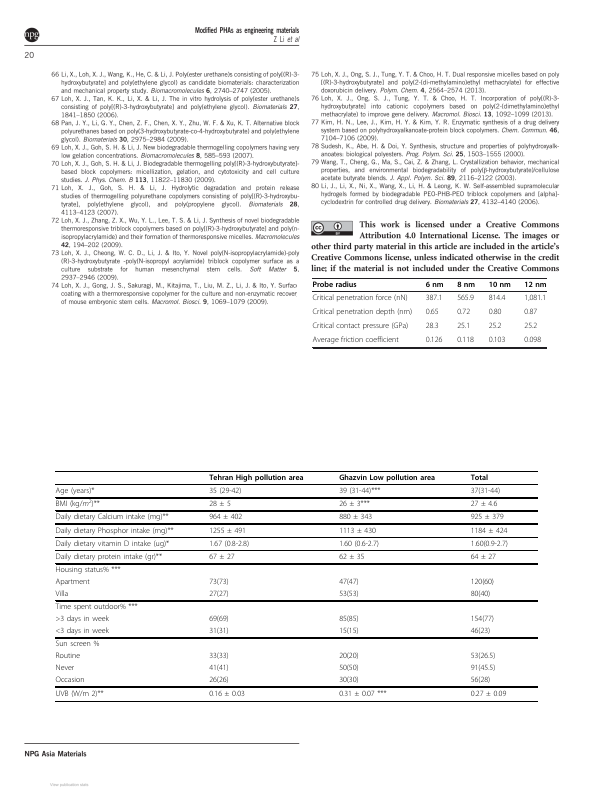 npg
Modified PHAs as engineering materials
Z Li et al
20
66 Li, X., Loh, X. J., Wang, K., He, C. & Li, J. Poly(ester urethane)s consisting of poly[(R)-3-
hydroxybutyrate] and poly(ethylene glycol) as candidate biomaterials: characterization
and mechanical property study. Biomacromolecules 6, 2740–2747 (2005).
67 Loh, X. J., Tan, K. K., Li, X. & Li, J. The in vitro hydrolysis of poly(ester urethane)s
consisting of poly[(R)-3-hydroxybutyrate] and poly(ethylene glycol). Biomaterials 27,
1841–1850 (2006).
68 Pan, J. Y., Li, G. Y., Chen, Z. F., Chen, X. Y., Zhu, W. F. & Xu, K. T. Alternative block
polyurethanes based on poly(3-hydroxybutyrate-co-4-hydroxybutyrate) and poly(ethylene
glycol). Biomaterials 30, 2975–2984 (2009).
69 Loh, X. J., Goh, S. H. & Li, J. New biodegradable thermogelling copolymers having very
low gelation concentrations. Biomacromolecules 8, 585–593 (2007).
70 Loh, X. J., Goh, S. H. & Li, J. Biodegradable thermogelling poly[(R)-3-hydroxybutyrate]-
based block copolymers: micellization, gelation, and cytotoxicity and cell culture
studies. J. Phys. Chem. B 113, 11822–11830 (2009).
71 Loh, X. J., Goh, S. H. & Li, J. Hydrolytic degradation and protein release
studies of thermogelling polyurethane copolymers consisting of poly[(R)-3-hydroxybu-
tyrate], poly(ethylene glycol), and poly(propylene glycol). Biomaterials 28,
4113–4123 (2007).
72 Loh, X. J., Zhang, Z. X., Wu, Y. L., Lee, T. S. & Li, J. Synthesis of novel biodegradable
thermoresponsive triblock copolymers based on poly[(R)-3-hydroxybutyrate] and poly(n-
isopropylacrylamide) and their formation of thermoresponsive micelles. Macromolecules
42, 194–202 (2009).
73 Loh, X. J., Cheong, W. C. D., Li, J. & Ito, Y. Novel poly(N-isopropylacrylamide)-poly
[(R)-3-hydroxybutyrate]-poly(N-isopropyl acrylamide) triblock copolymer surface as a
culture substrate for human mesenchymal stem cells. Soft Matter 5,
2937–2946 (2009).
74 Loh, X. J., Gong, J. S., Sakuragi, M., Kitajima, T., Liu, M. Z., Li, J. & Ito, Y. Surfac
coating with a thermoresponsive copolymer for the culture and non-enzymatic recover
of mouse embryonic stem cells. Macromol. Biosci. 9, 1069–1079 (2009).
75 Loh, X. J., Ong, S. J., Tung, Y. T. & Choo, H. T. Dual responsive micelles based on poly
[(R)-3-hydroxybutyrate] and poly(2-(di-methylamino)ethyl methacrylate) for effective
doxorubicin delivery. Polym. Chem. 4, 2564–2574 (2013).
76 Loh, X. J., Ong, S. J., Tung, Y. T. & Choo, H. T. Incorporation of poly[(R)-3-
hydroxybutyrate] into cationic copolymers based on poly(2-(dimethylamino)ethyl
methacrylate) to improve gene delivery. Macromol. Biosci. 13, 1092–1099 (2013).
77 Kim, H. N., Lee, J., Kim, H. Y. & Kim, Y. R. Enzymatic synthesis of a drug delivery
system based on polyhydroxyalkanoate-protein block copolymers. Chem. Commun. 46,
7104–7106 (2009).
78 Sudesh, K., Abe, H. & Doi, Y. Synthesis, structure and properties of polyhydroxyalk-
anoates: biological polyesters. Prog. Polym. Sci. 25, 1503–1555 (2000).
79 Wang, T., Cheng, G., Ma, S., Cai, Z. & Zhang, L. Crystallization behavior, mechanical
properties, and environmental biodegradability of poly(β-hydroxybutyrate)/cellulose
acetate butyrate blends. J. Appl. Polym. Sci. 89, 2116–2122 (2003).
80 Li, J., Li, X., Ni, X., Wang, X., Li, H. & Leong, K. W. Self-assembled supramolecular
hydrogels formed by biodegradable PEO-PHB-PEO triblock copolymers and [alpha]-
cyclodextrin for controlled drug delivery. Biomaterials 27, 4132–4140 (2006).
cc BY This work is licensed under a Creative Commons
Attribution 4.0 International License. The images or
other third party material in this article are included in the article's
Creative Commons license, unless indicated otherwise in the credit
line; if the material is not included under the Creative Commons
Probe radius 6 nm 8 nm 10 nm 12 nm
Critical penetration force (nN) 387.1 565.9 814.4 1,081.1
Critical penetration depth (nm) 0.65 0.72 0.80 0.87
Critical contact pressure (GPa) 28.3 25.1 25.2 25.2
Average friction coefficient 0.126 0.118 0.103 0.098
Tehran High pollution area Ghazvin Low pollution area Total
Age (years)* 35 (29-42) 39 (31-44)*** 37(31-44)
BMI (kg/m²)** 28 ± 5 26 ± 3*** 27 ± 4.6
Daily dietary Calcium intake (mg)** 964 ± 402 880 ± 343 925 ± 379
Daily dietary Phosphor intake (mg)** 1255 ± 491 1113 ± 430 1184 ± 424
Daily dietary vitamin D intake (ug)* 1.67 (0.8-2.8) 1.60 (0.6-2.7) 1.60(0.9-2.7)
Daily dietary protein intake (gr)** 67 ± 27 62 ± 35 64 ± 27
Housing status% ***
Apartment 73(73) 47(47) 120(60)
Villa 27(27) 53(53) 80(40)
Time spent outdoor% ***
>3 days in week 69(69) 85(85) 154(77)
<3 days in week 31(31) 15(15) 46(23)
Sun screen %
Routine 33(33) 20(20) 53(26.5)
Never 41(41) 50(50) 91(45.5)
Occasion 26(26) 30(30) 56(28)
UVB (W/m 2)** 0.16 ± 0.03 0.31 ± 0.07 *** 0.27 ± 0.09
NPG Asia Materials
View publication stats